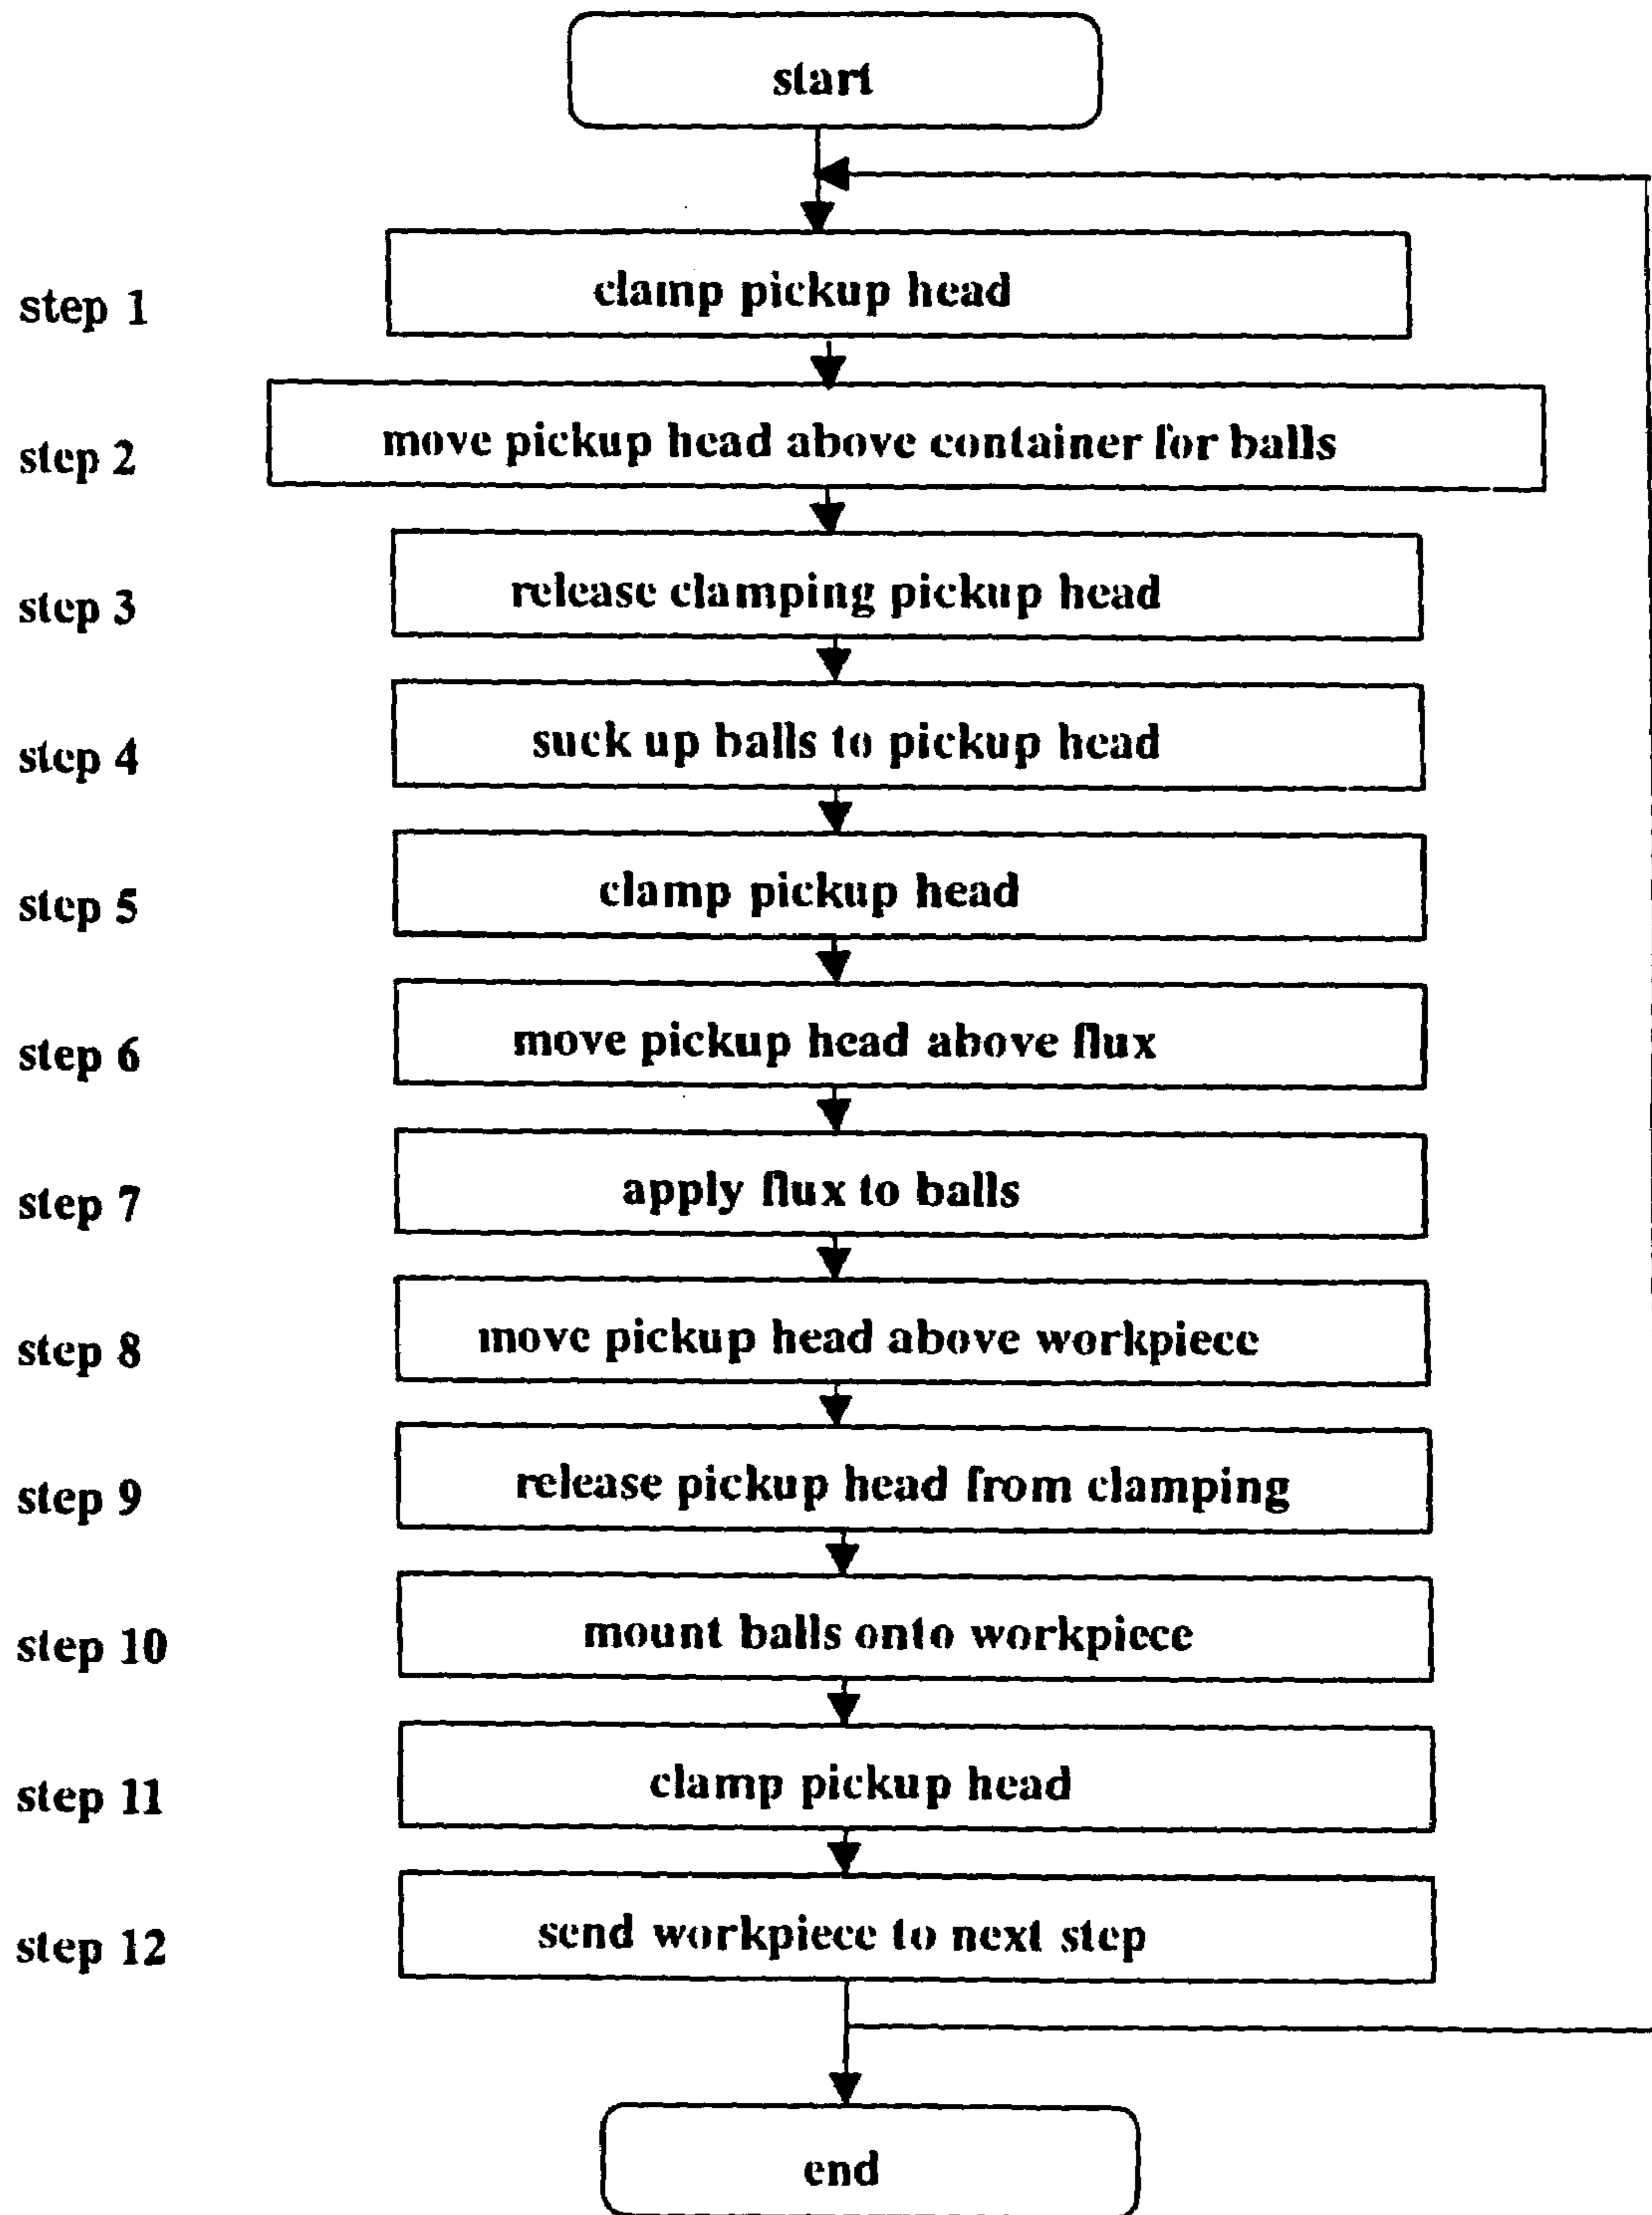 start
step 1
clamp pickup head
step 2
move pickup head above container for balls
step 3
release clamping pickup head
step 4
suck up balls to pickup head
step 5
clamp pickup head
step 6
move pickup head above flux
step 7
apply flux to balls
step 8
move pickup head above workpiece
step 9
release pickup head from clamping
step 10
mount balls onto workpiece
step 11
clamp pickup head
step 12
send workpiece to next step
end